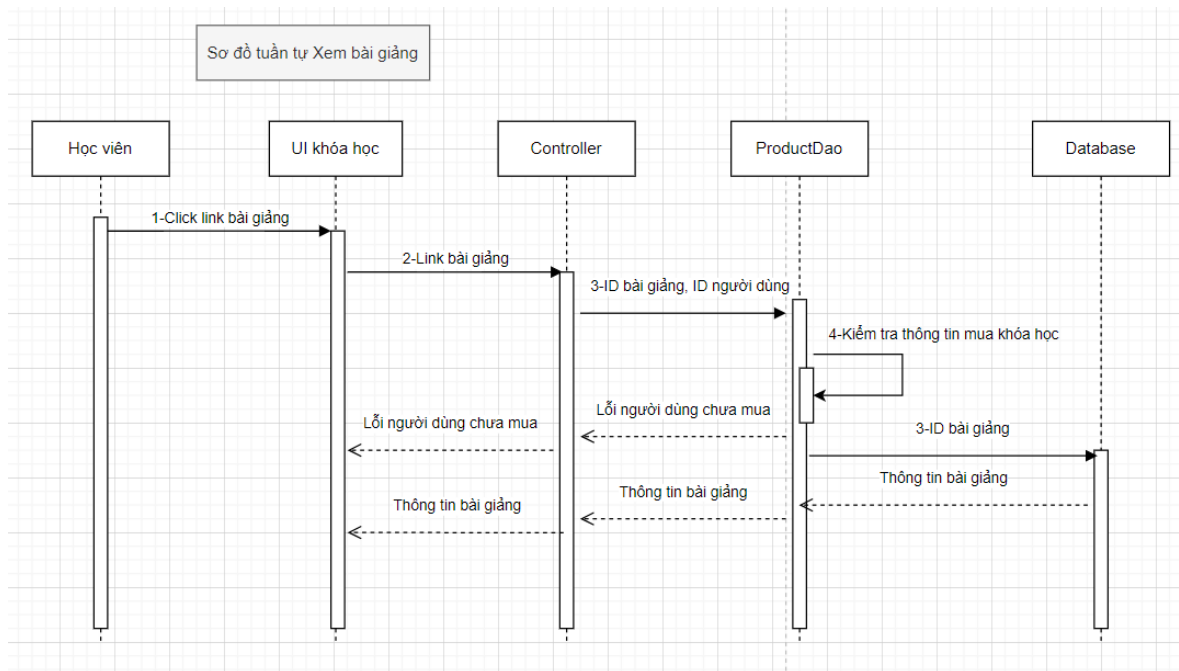 Sơ đồ tuần tự Xem bài giảng
Học viên
UI khóa học
Controller
ProductDao
Database
1-Click link bài giảng
2-Link bài giảng
3-ID bài giảng, ID người dùng
4-Kiểm tra thông tin mua khóa học
Lỗi người dùng chưa mua
Lỗi người dùng chưa mua
3-ID bài giảng
Thông tin bài giảng
Thông tin bài giảng
Thông tin bài giảng